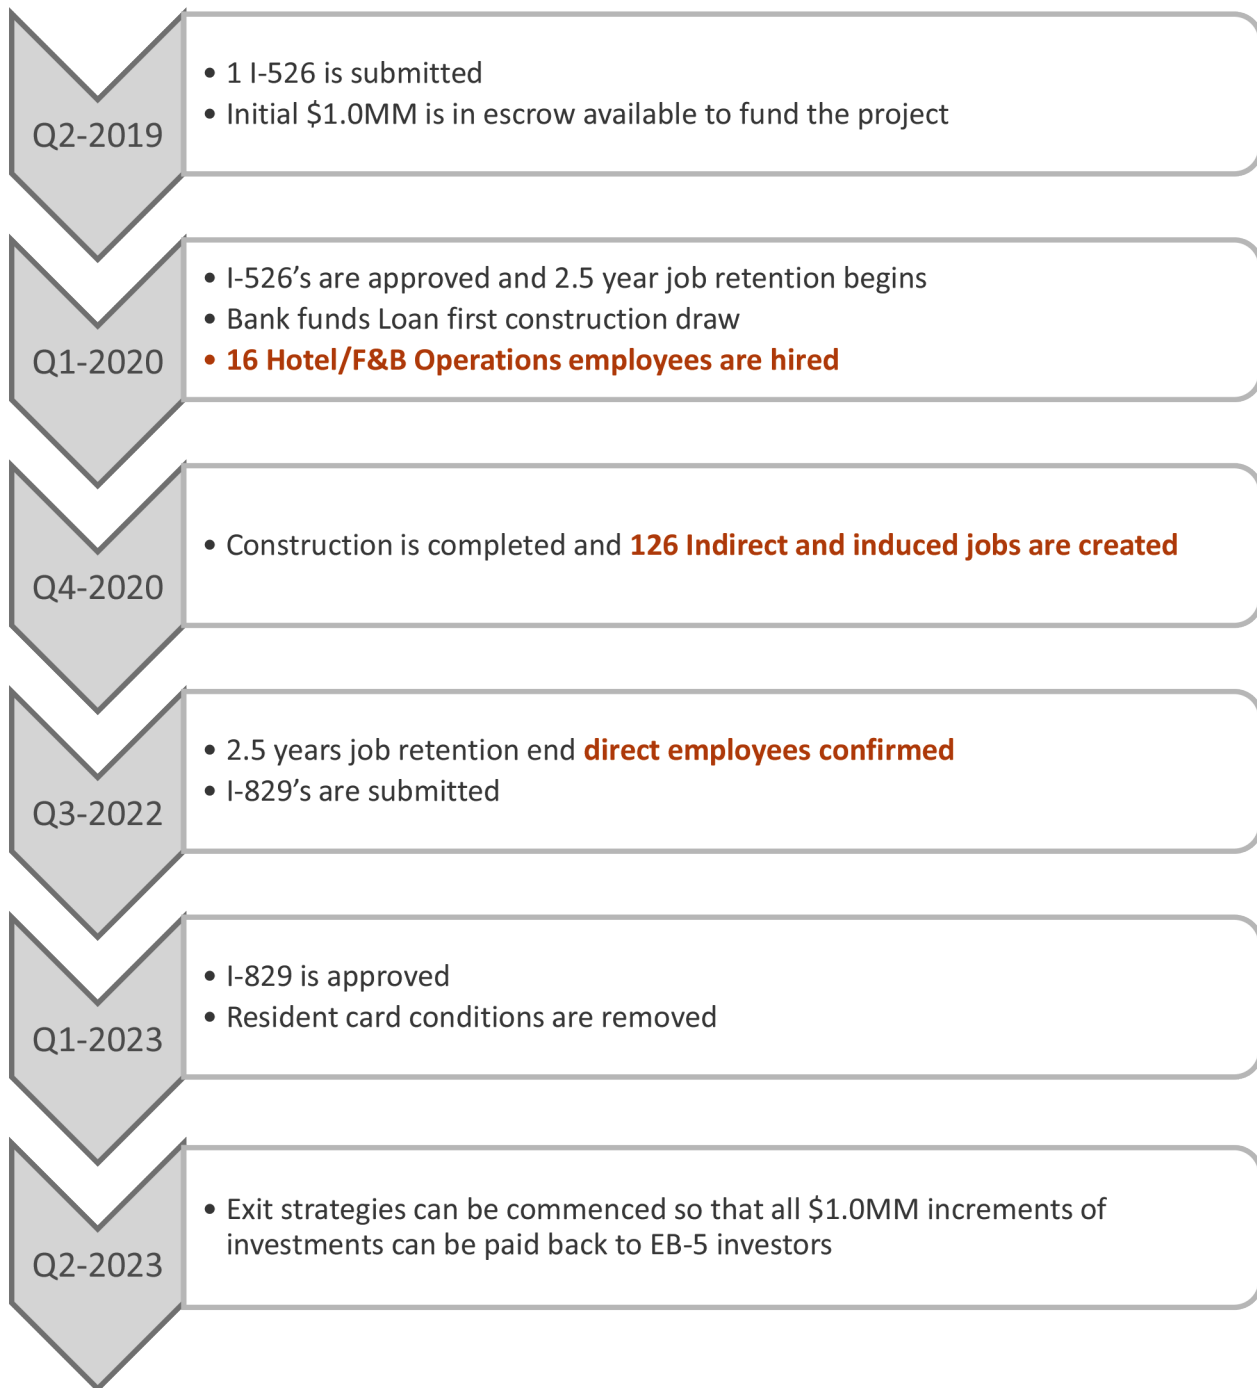 Q2-2019
• 1 I-526 is submitted
• Initial $1.0MM is in escrow available to fund the project
Q1-2020
• I-526’s are approved and 2.5 year job retention begins
• Bank funds Loan first construction draw
• 16 Hotel/F&B Operations employees are hired
Q4-2020
• Construction is completed and 126 Indirect and induced jobs are created
Q3-2022
• 2.5 years job retention end direct employees confirmed
• I-829’s are submitted
Q1-2023
• I-829 is approved
• Resident card conditions are removed
Q2-2023
• Exit strategies can be commenced so that all $1.0MM increments of
investments can be paid back to EB-5 investors